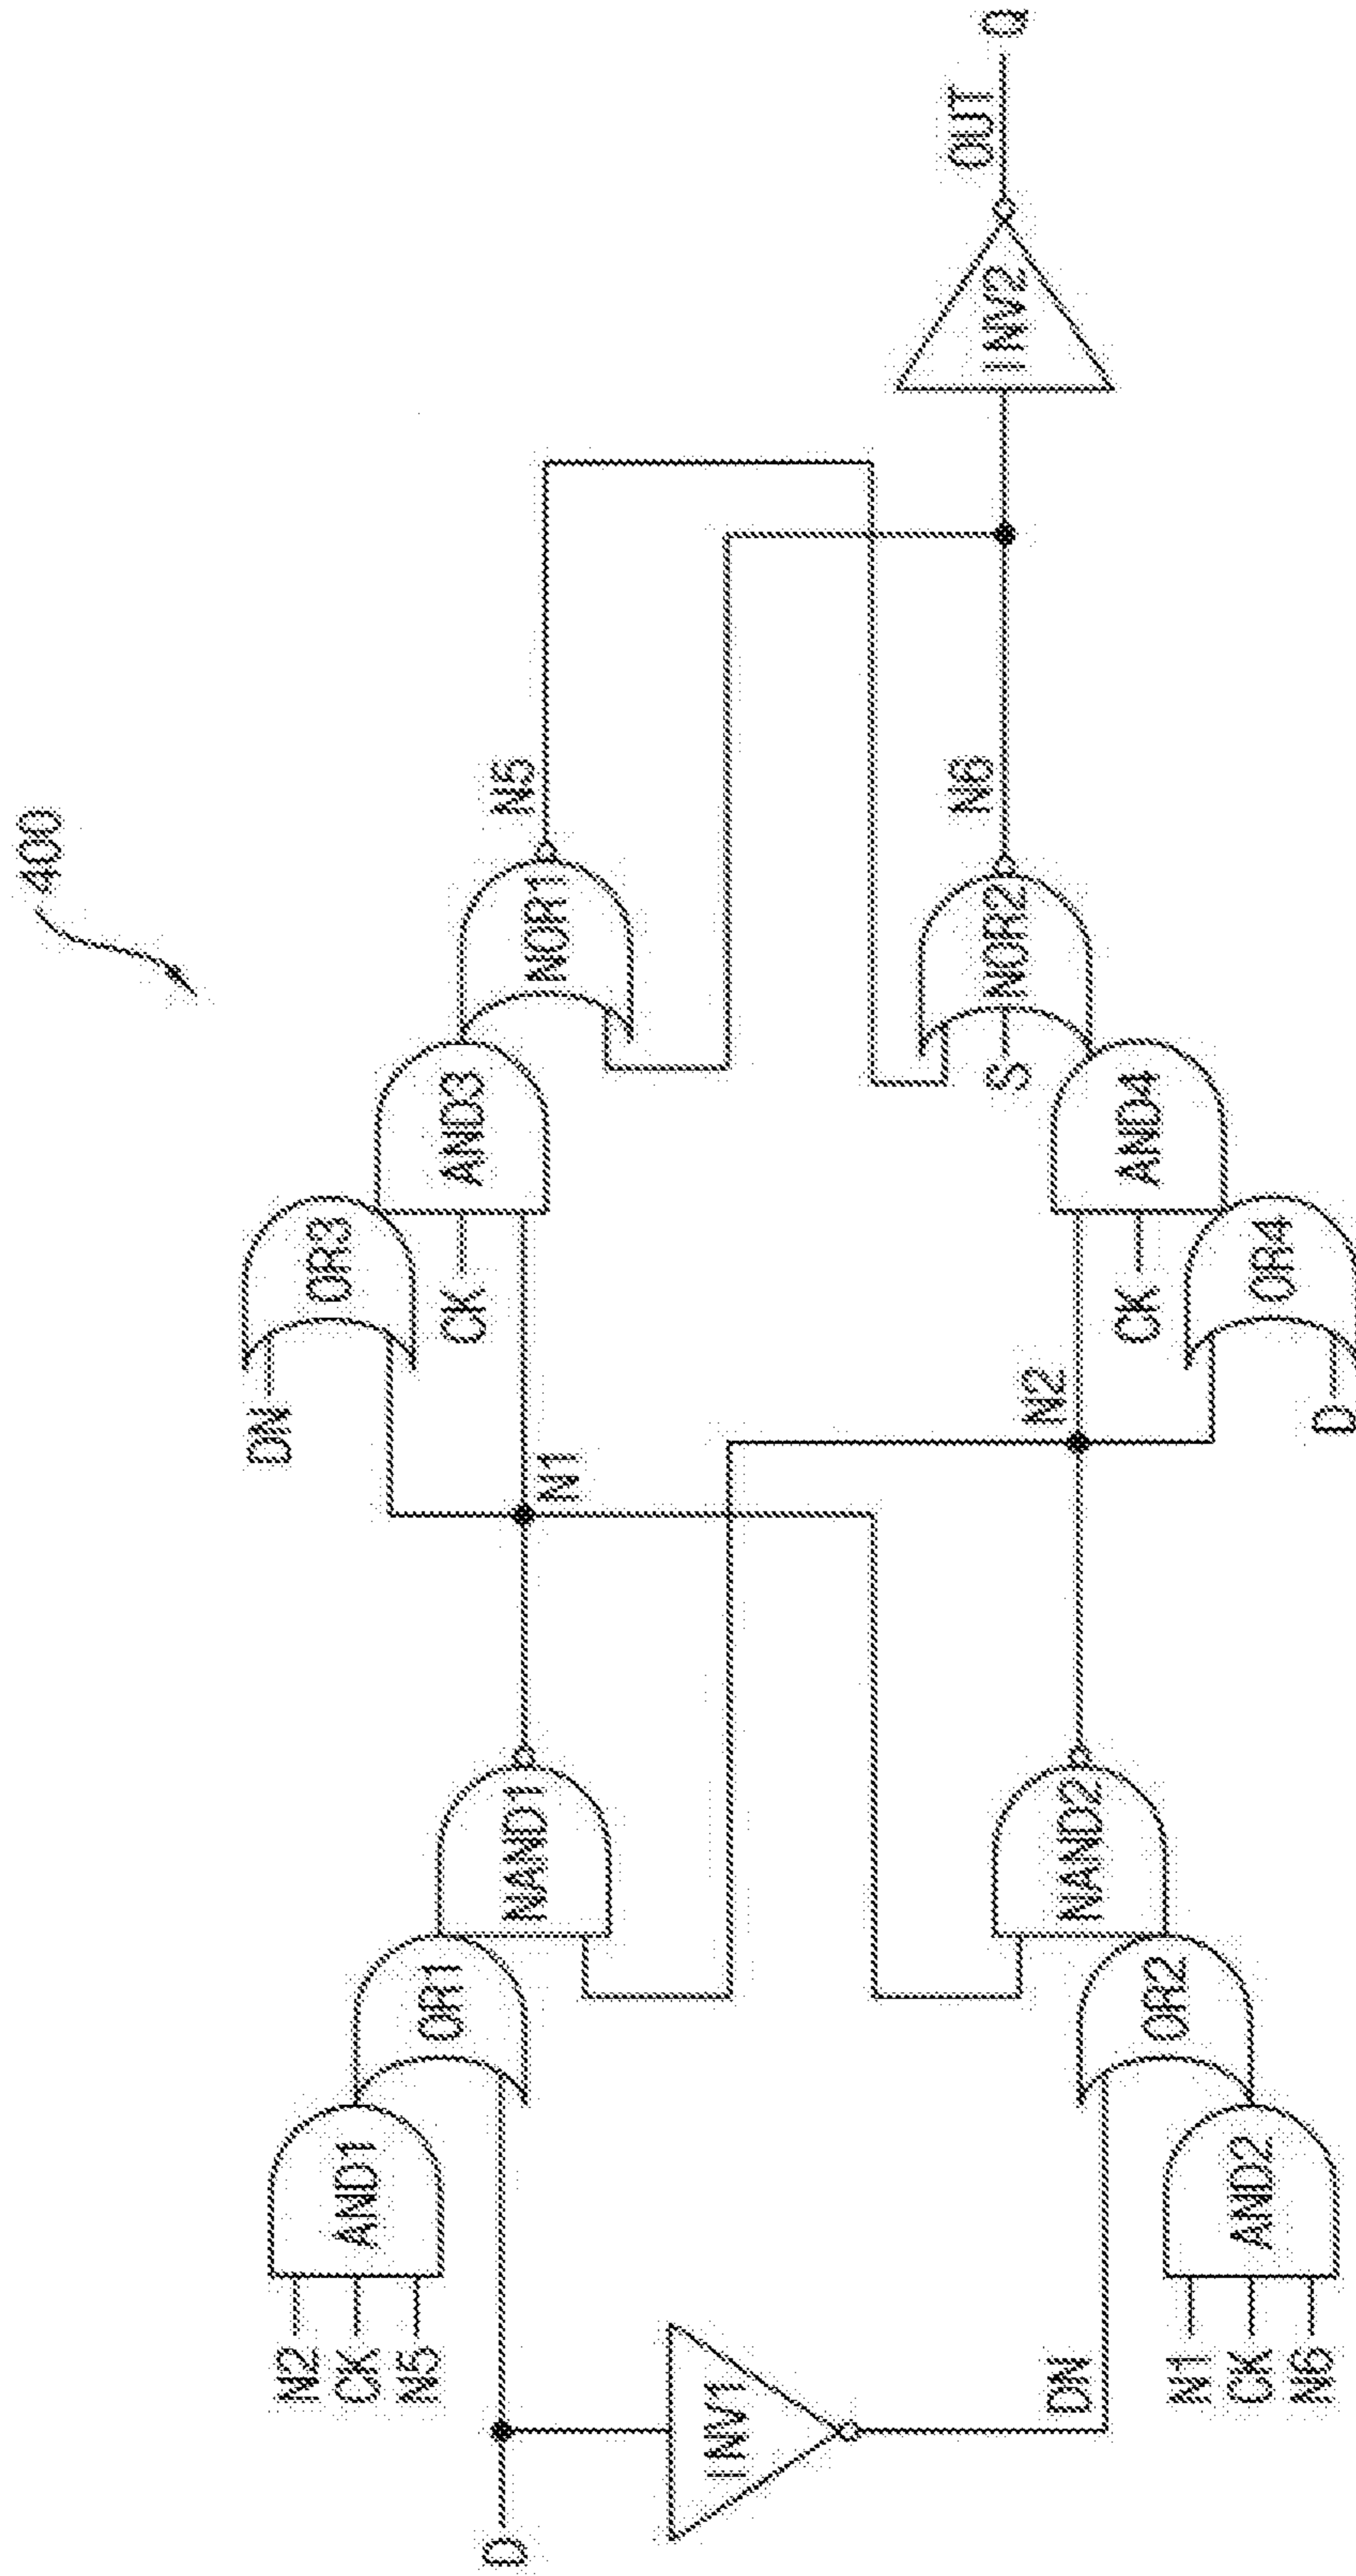 400
D
INV1
DN
N2
CK
N5
AND1
OR1
NAND1
N1
DN
OR3
CK
AND3
NOR1
N5
N1
CK
N6
AND2
OR2
NAND2
N2
D
OR4
CK
AND4
S
NOR2
N6
INV2
OUT
Q